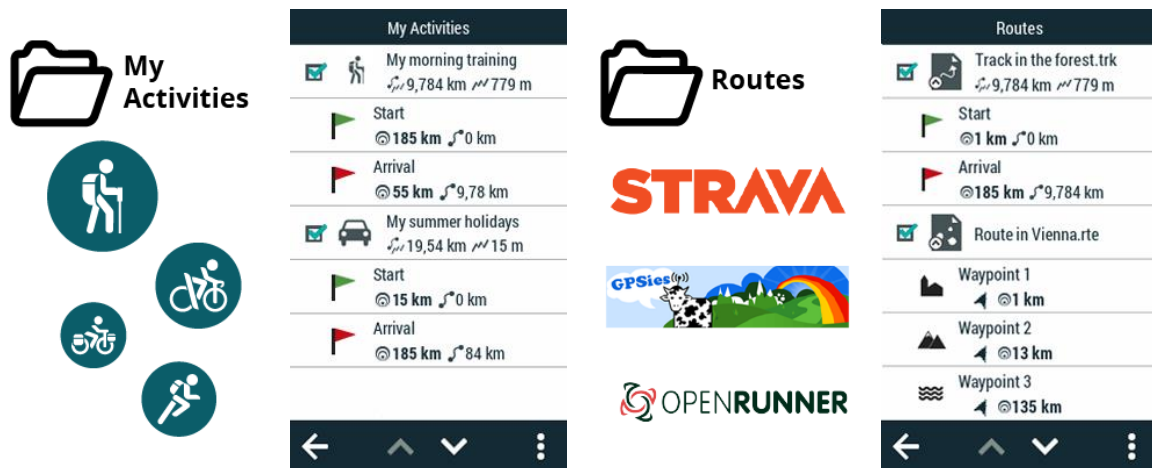 My
Activities
My Activities
My morning training
9,784 km 779 m
Start
185 km 0 km
Arrival
55 km 9,78 km
My summer holidays
19,54 km 15 m
Start
15 km 0 km
Arrival
185 km 84 km
Routes
STRAVA
GPSies
OPENRUNNER
Routes
Track in the forest.trk
9,784 km 779 m
Start
1 km 0 km
Arrival
185 km 9,784 km
Route in Vienna.rte
Waypoint 1
1 km
Waypoint 2
13 km
Waypoint 3
135 km